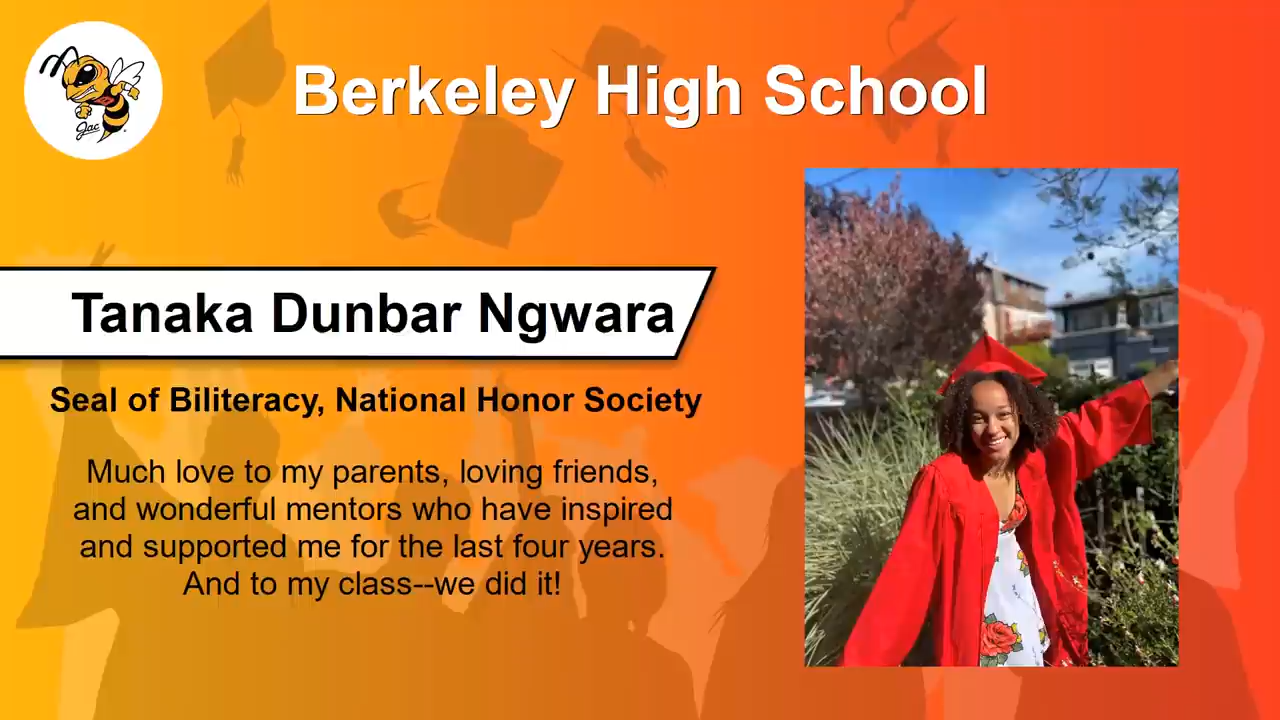 Jac
Berkeley High School
Tanaka Dunbar Ngwara
Seal of Biliteracy, National Honor Society
Much love to my parents, loving friends,
and wonderful mentors who have inspired
and supported me for the last four years.
And to my class--we did it!